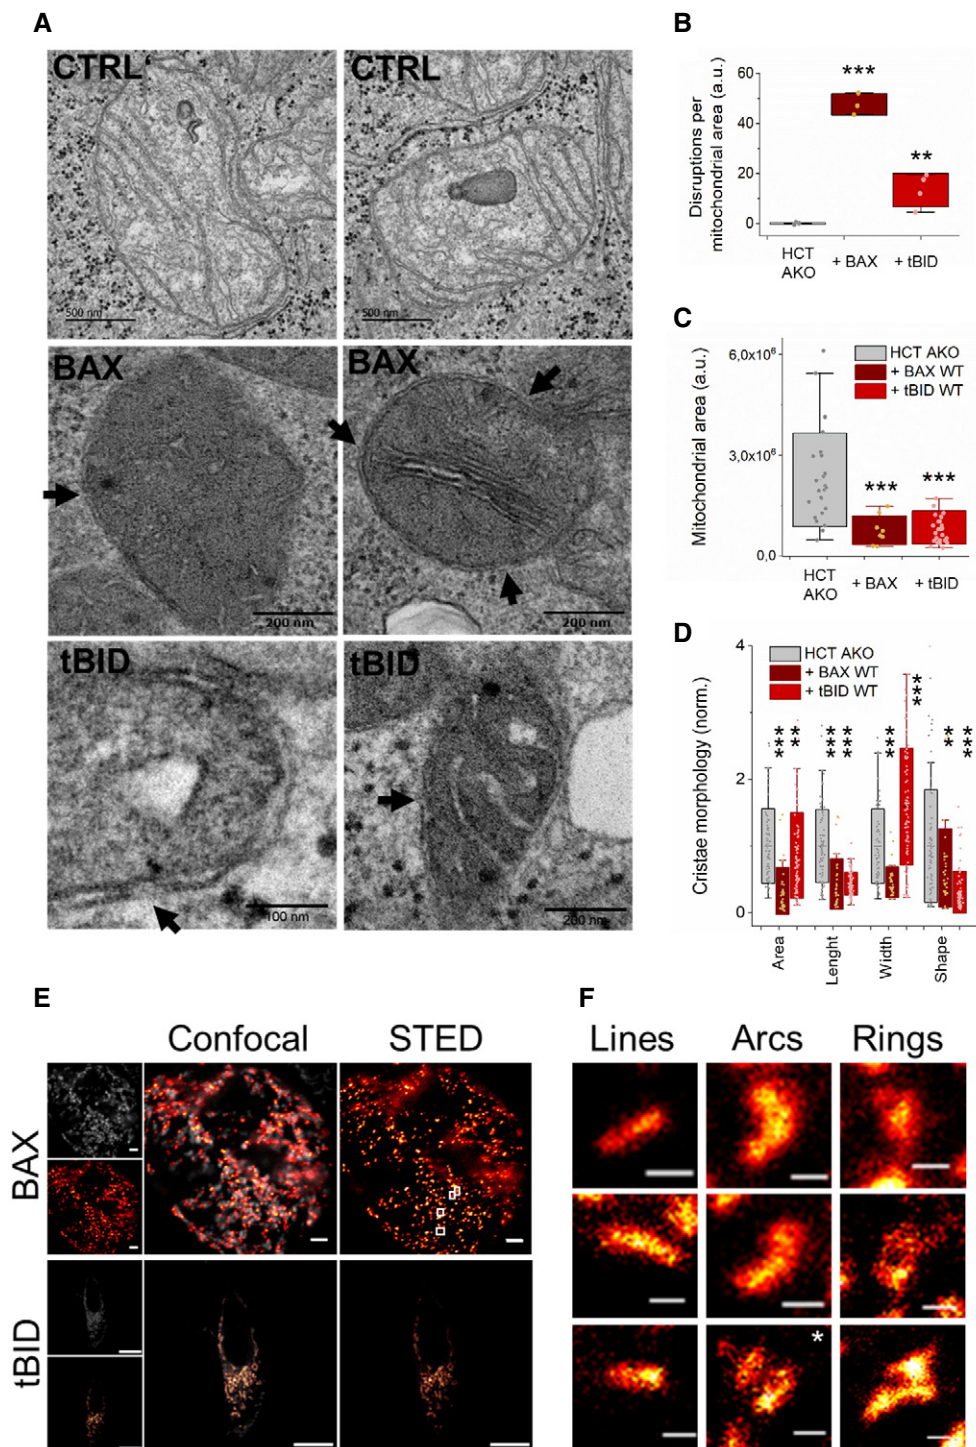 A
CTRL
CTRL
500 nm
500 nm
BAX
BAX
200 nm
200 nm
tBID
tBID
100 nm
200 nm
B
Disruptions per
mitochondrial area (a.u.)
60
40
20
0
***
**
HCT
AKO
+ BAX
+ tBID
C
Mitochondrial area (a.u.)
6,0x10⁶
3,0x10⁶
0,0
HCT AKO
+ BAX WT
+ tBID WT
***
***
HCT
AKO
+ BAX
+ tBID
D
Cristae morphology (norm.)
4
2
0
HCT AKO
+ BAX WT
+ tBID WT
***
**
***
***
***
***
**
***
Area
Lenght
Width
Shape
E
Confocal
STED
BAX
tBID
F
Lines
Arcs
Rings
*